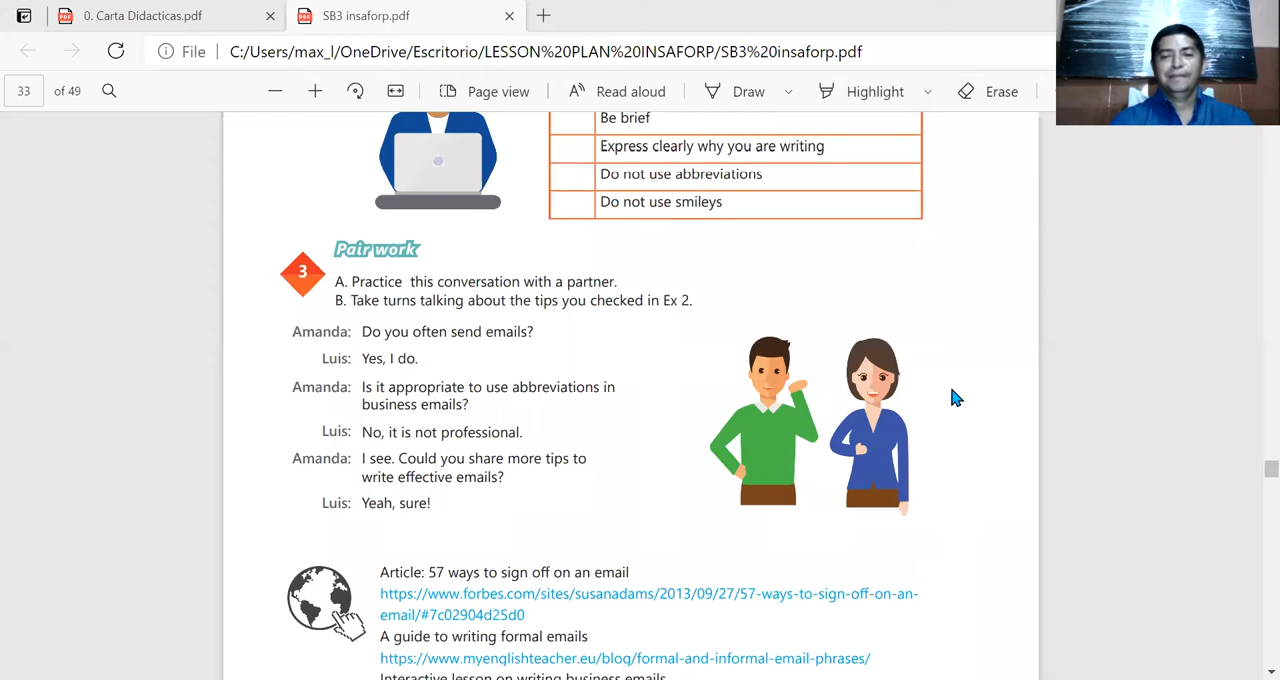 0. Carta Didacticas.pdf
SB3 insaforp.pdf
File
C:/Users/max_l/OneDrive/Escritorio/LESSON%20PLAN%20INSAFORP/SB3%20insaforp.pdf
33 of 49
Page view
Read aloud
Draw
Highlight
Erase
Be brief
Express clearly why you are writing
Do not use abbreviations
Do not use smileys
Pair work
3
A. Practice this conversation with a partner.
B. Take turns talking about the tips you checked in Ex 2.
Amanda: Do you often send emails?
Luis: Yes, I do.
Amanda: Is it appropriate to use abbreviations in
business emails?
Luis: No, it is not professional.
Amanda: I see. Could you share more tips to
write effective emails?
Luis: Yeah, sure!
Article: 57 ways to sign off on an email
https://www.forbes.com/sites/susanadams/2013/09/27/57-ways-to-sign-off-on-an-
email/#7c02904d25d0
A guide to writing formal emails
https://www.myenglishteacher.eu/blog/formal-and-informal-email-phrases/
Interactive lesson on writing business emails